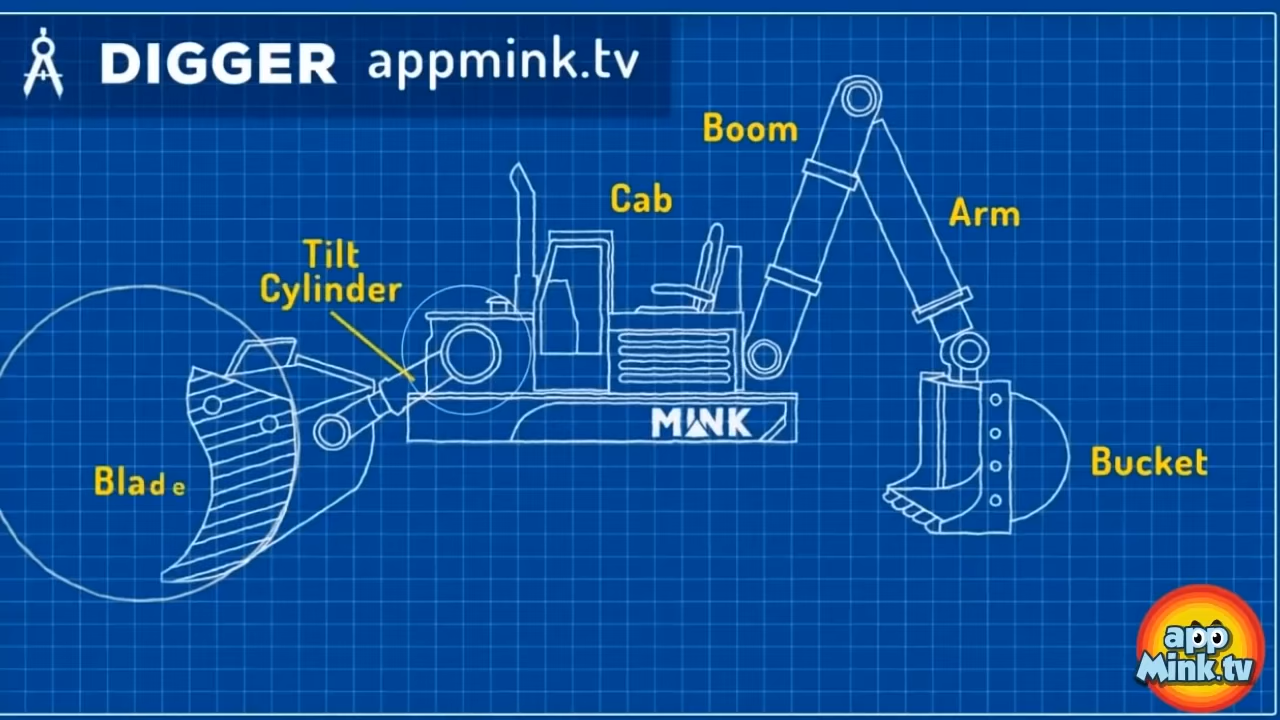 DIGGER appmink.tv
Boom
Cab
Arm
Tilt
Cylinder
MINK
Blade
Bucket
app
Mink.tv